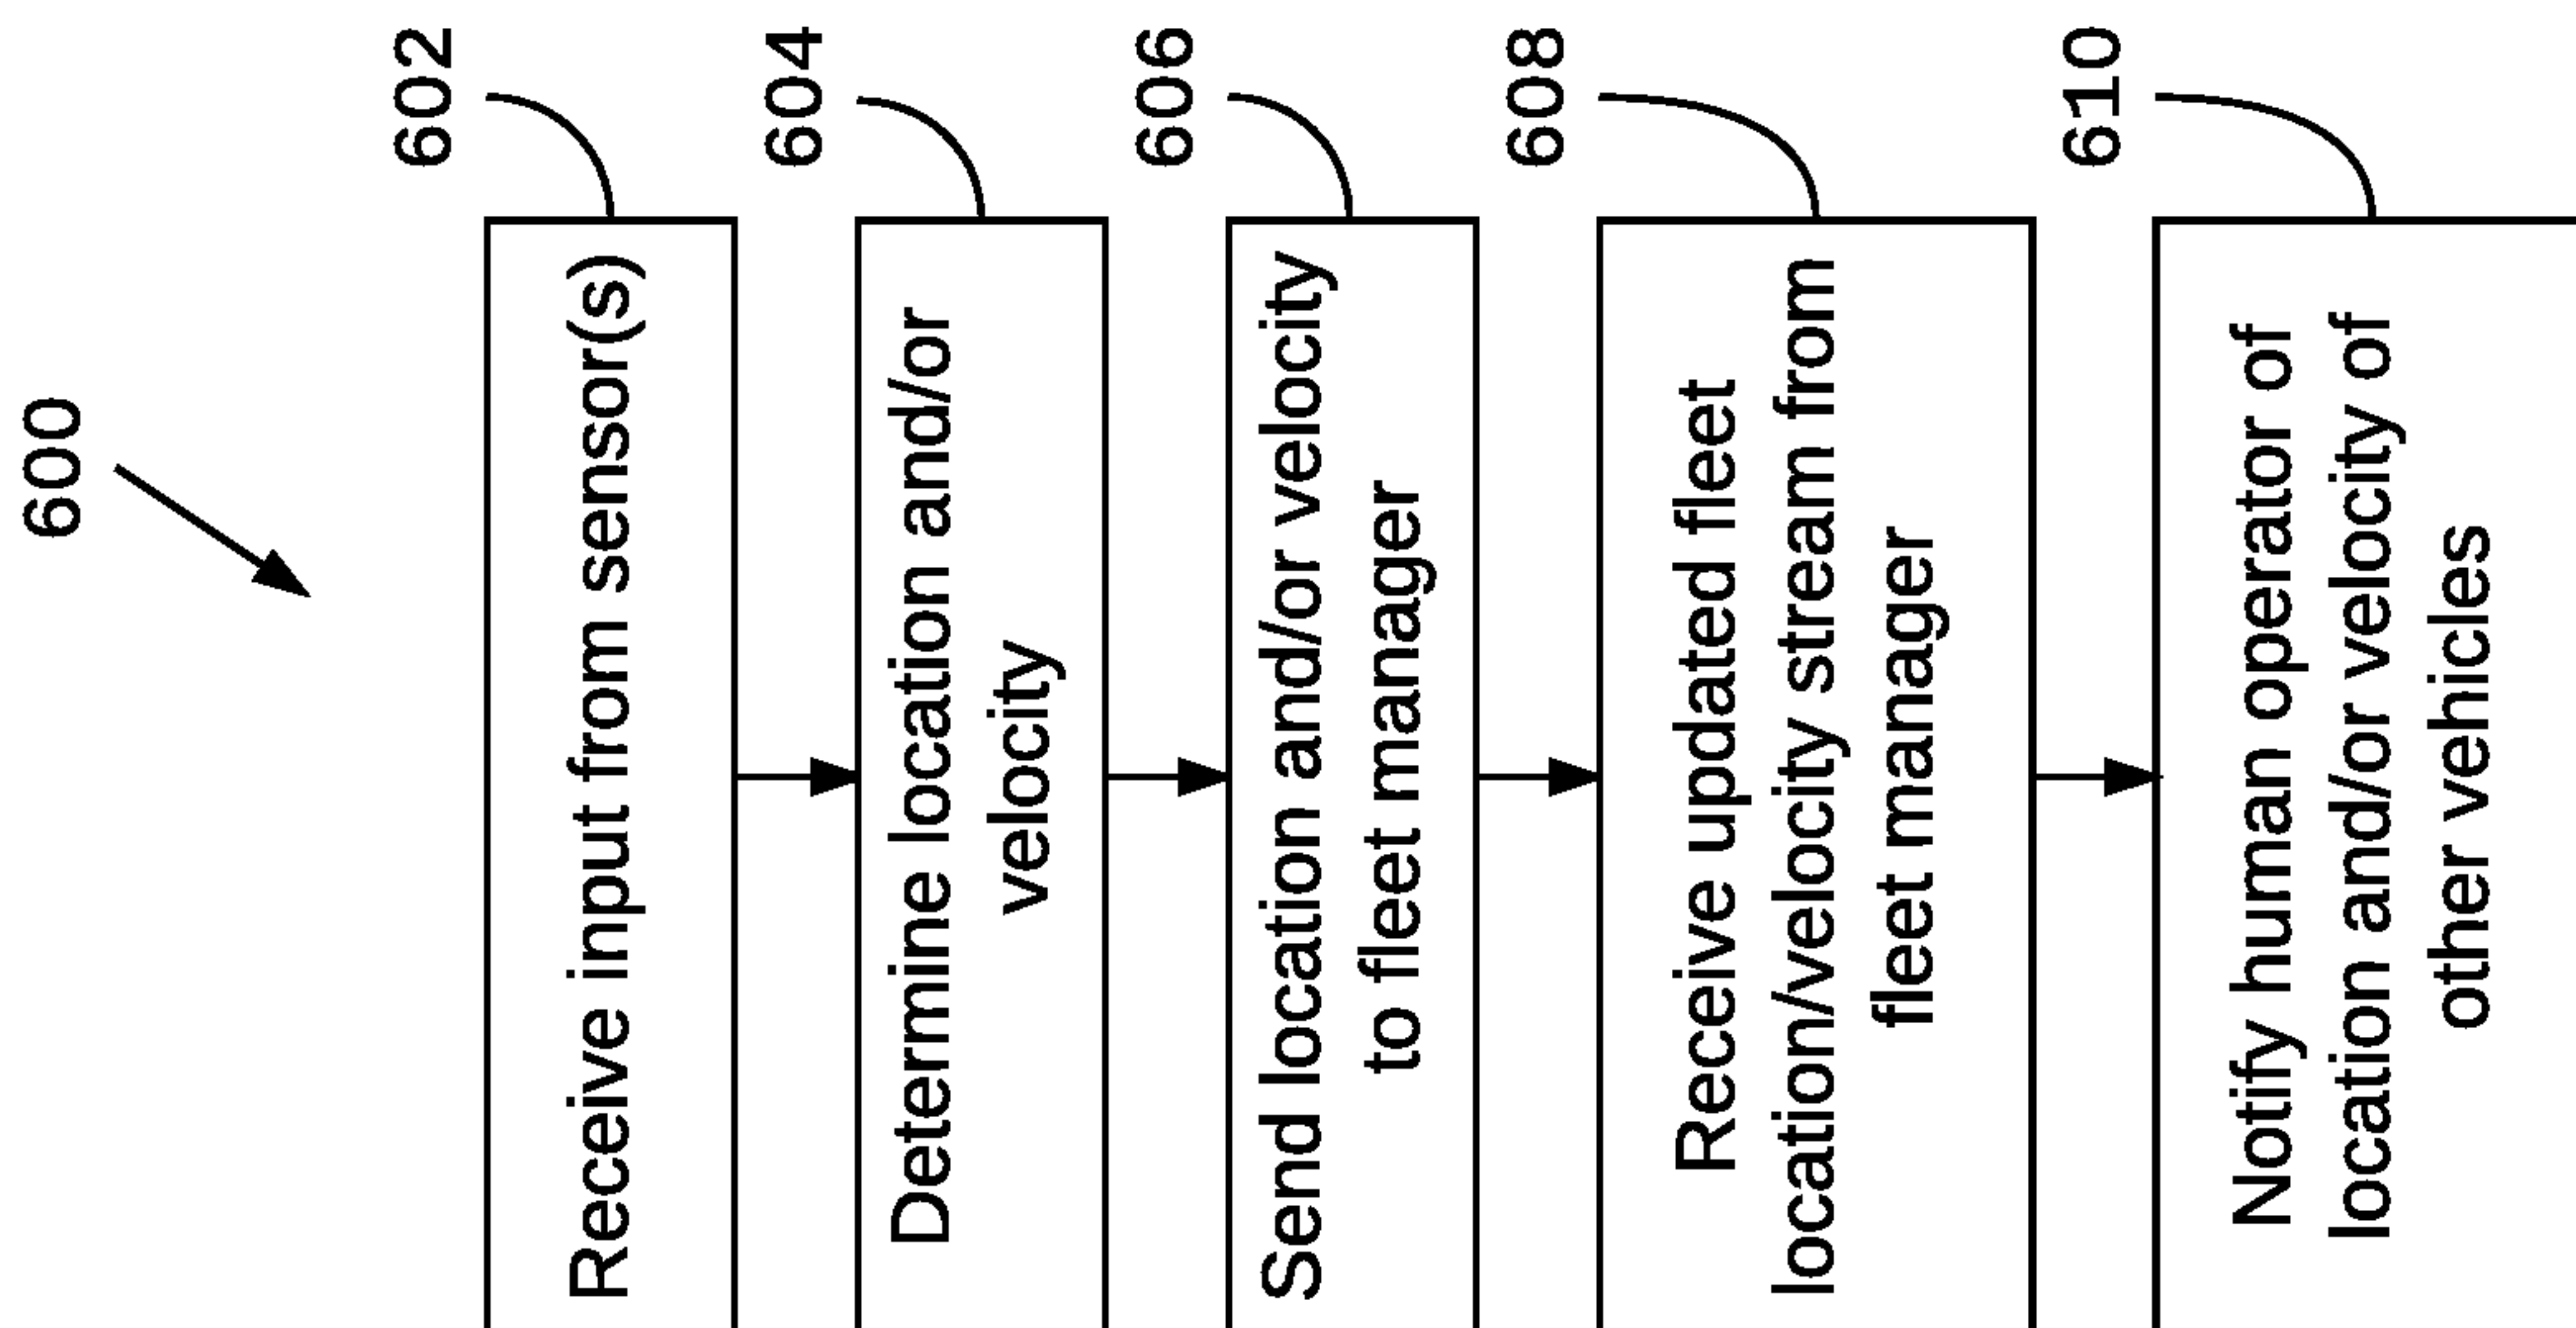 600
602
Receive input from sensor(s)
604
Determine location and/or
velocity
606
Send location and/or velocity
to fleet manager
608
Receive updated fleet
location/velocity stream from
fleet manager
610
Notify human operator of
location and/or velocity of
other vehicles